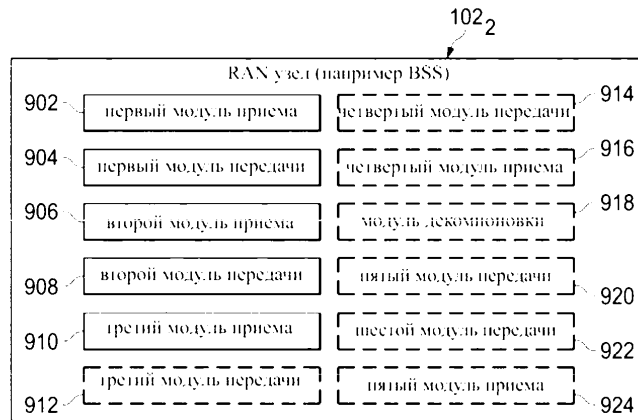 102₂
RAN узел (например BSS)
902 первый модуль приема
четвертый модуль передачи 914
904 первый модуль передачи
четвертый модуль приема 916
906 второй модуль приема
модуль декомпоновки 918
908 второй модуль передачи
пятый модуль передачи 920
910 третий модуль приема
шестой модуль передачи 922
912 третий модуль передачи
пятый модуль приема 924